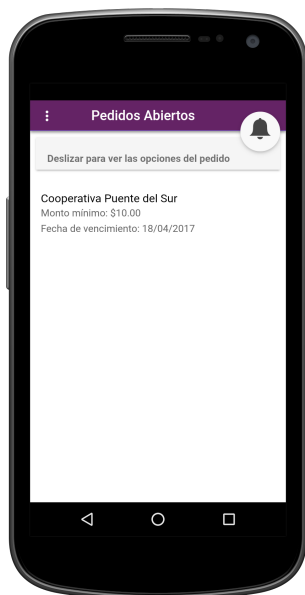 Pedidos Abiertos
Deslizar para ver las opciones del pedido
Cooperativa Puente del Sur
Monto mínimo: $10.00
Fecha de vencimiento: 18/04/2017